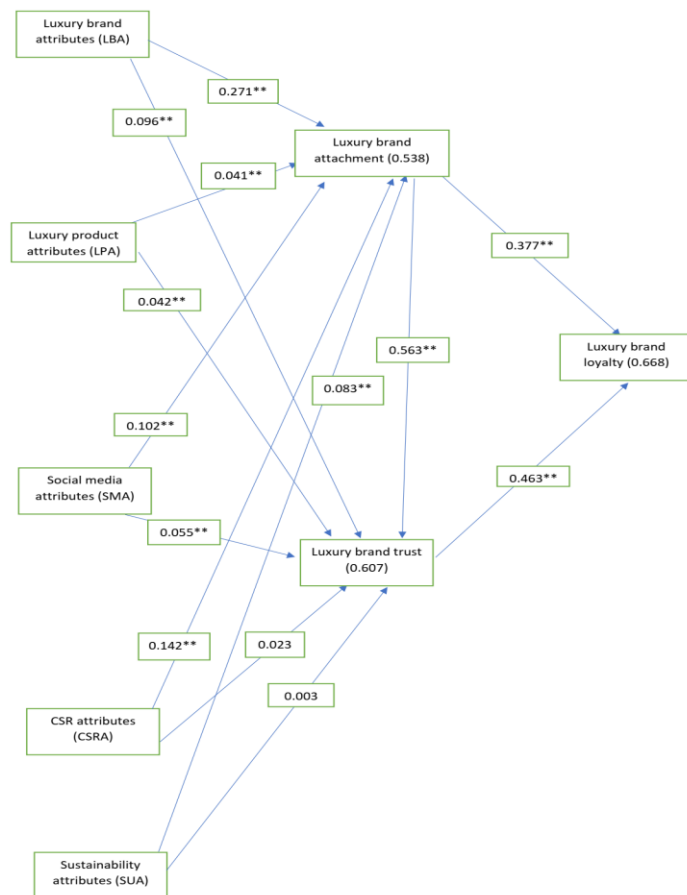 Luxury brand
attributes (LBA)
0.271**
0.096**
Luxury brand
attachment (0.538)
0.041**
Luxury product
attributes (LPA)
0.377**
0.042**
0.563**
Luxury brand
loyalty (0.668)
0.083**
0.102**
Social media
attributes (SMA)
0.463**
0.055**
Luxury brand trust
(0.607)
0.142**
0.023
0.003
CSR attributes
(CSRA)
Sustainability
attributes (SUA)